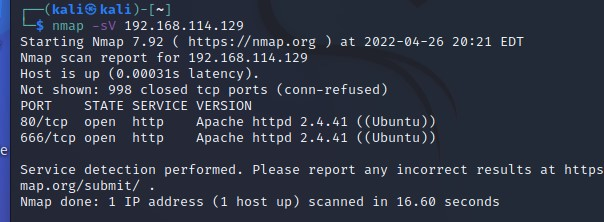 (kali㉿kali)-[~]
$ nmap -sV 192.168.114.129
Starting Nmap 7.92 ( https://nmap.org ) at 2022-04-26 20:21 EDT
Nmap scan report for 192.168.114.129
Host is up (0.00031s latency).
Not shown: 998 closed tcp ports (conn-refused)
PORT    STATE SERVICE VERSION
80/tcp  open  http    Apache httpd 2.4.41 ((Ubuntu))
666/tcp open  http    Apache httpd 2.4.41 ((Ubuntu))
e
Service detection performed. Please report any incorrect results at https
map.org/submit/ .
Nmap done: 1 IP address (1 host up) scanned in 16.60 seconds